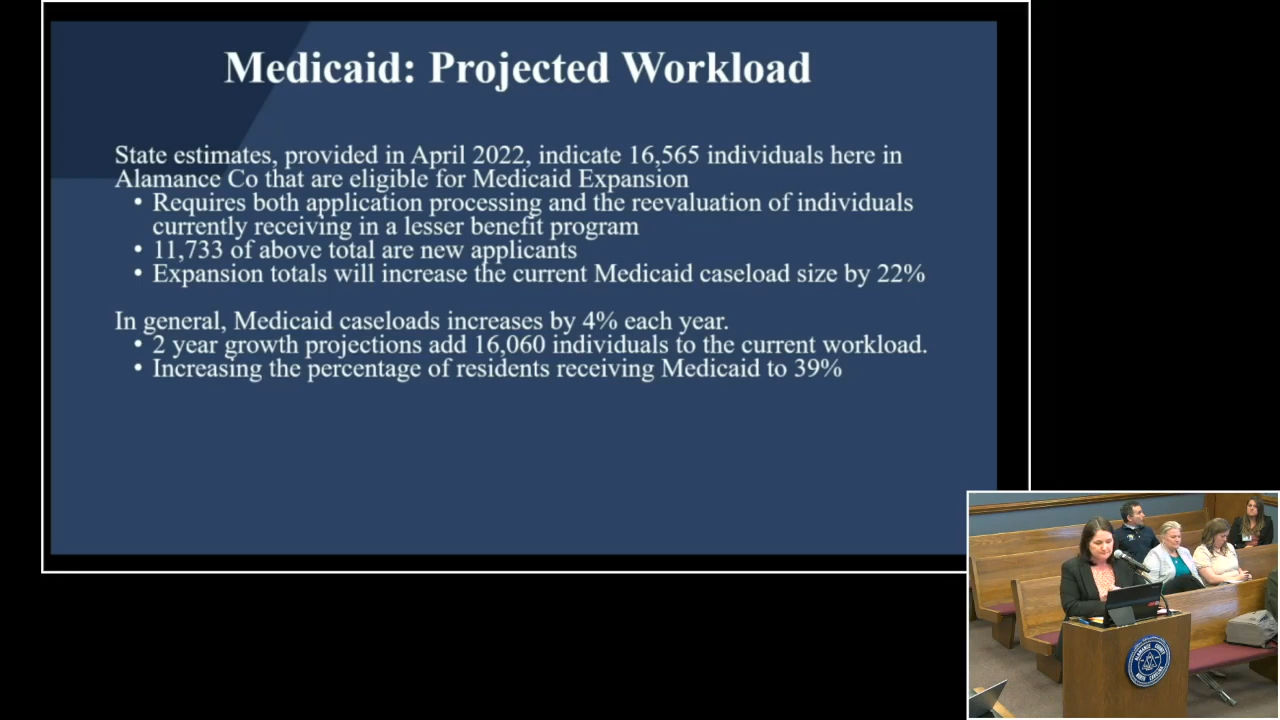 Medicaid: Projected Workload
State estimates, provided in April 2022, indicate 16,565 individuals here in
Alamance Co that are eligible for Medicaid Expansion
• Requires both application processing and the reevaluation of individuals
currently receiving in a lesser benefit program
• 11,733 of above total are new applicants
• Expansion totals will increase the current Medicaid caseload size by 22%
In general, Medicaid caseloads increases by 4% each year.
• 2 year growth projections add 16,060 individuals to the current workload.
• Increasing the percentage of residents receiving Medicaid to 39%
ALAMANCE COUNTY
NORTH CAROLINA